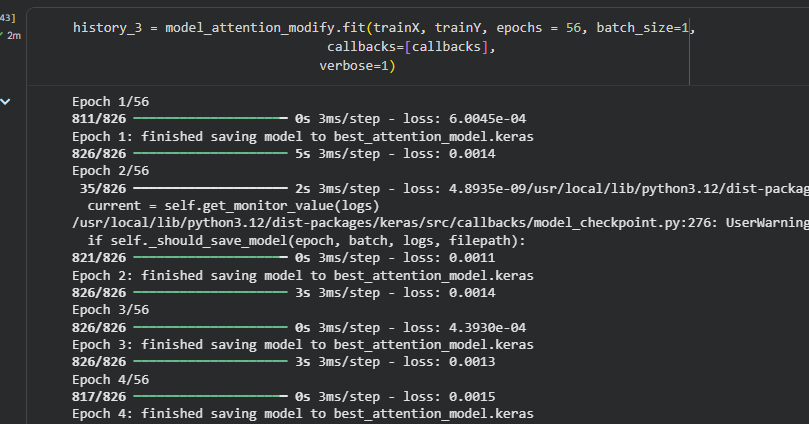 43]
2m
history_3 = model_attention_modify.fit(trainX, trainY, epochs = 56, batch_size=1,
callbacks=[callbacks],
verbose=1)
Epoch 1/56
811/826 0s 3ms/step - loss: 6.0045e-04
Epoch 1: finished saving model to best_attention_model.keras
826/826 5s 3ms/step - loss: 0.0014
Epoch 2/56
35/826 2s 3ms/step - loss: 4.8935e-09/usr/local/lib/python3.12/dist-packag
current = self.get_monitor_value(logs)
/usr/local/lib/python3.12/dist-packages/keras/src/callbacks/model_checkpoint.py:276: UserWarning
if self._should_save_model(epoch, batch, logs, filepath):
821/826 0s 3ms/step - loss: 0.0011
Epoch 2: finished saving model to best_attention_model.keras
826/826 3s 3ms/step - loss: 0.0014
Epoch 3/56
826/826 0s 3ms/step - loss: 4.3930e-04
Epoch 3: finished saving model to best_attention_model.keras
826/826 3s 3ms/step - loss: 0.0013
Epoch 4/56
817/826 0s 3ms/step - loss: 0.0015
Epoch 4: finished saving model to best_attention_model.keras